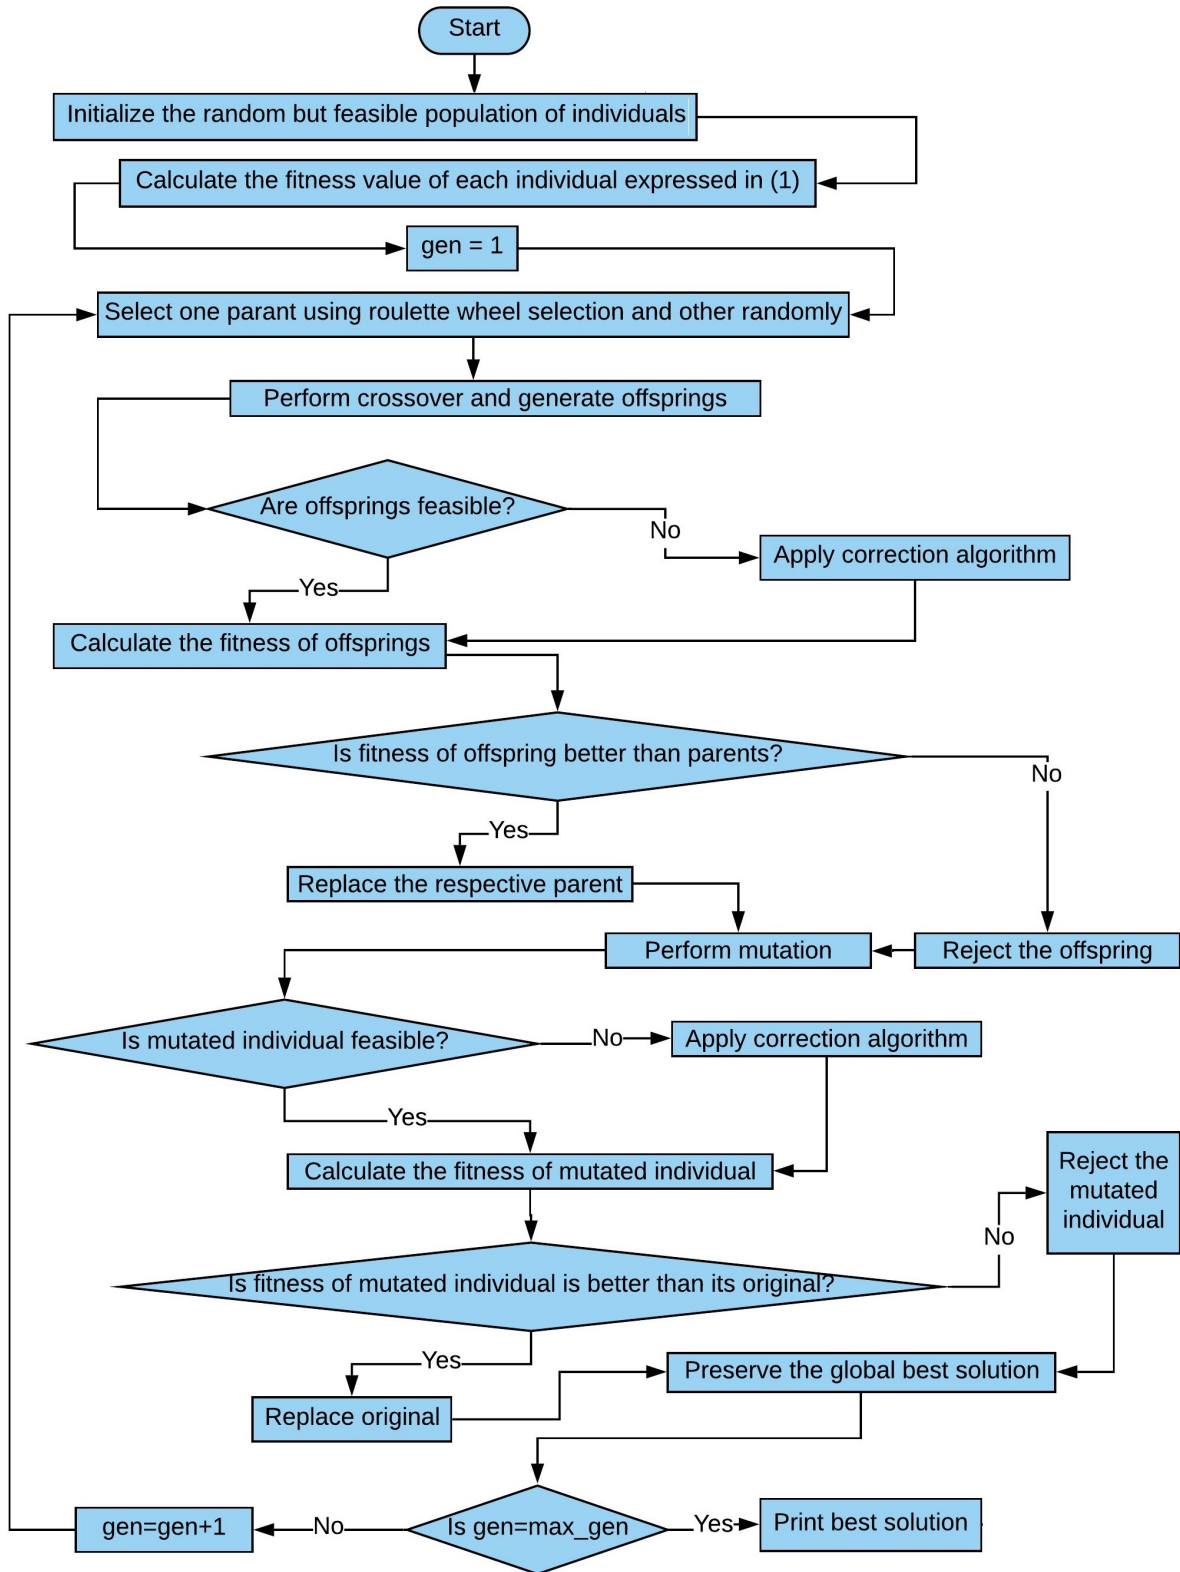 Start
Initialize the random but feasible population of individuals
Calculate the fitness value of each individual expressed in (1)
gen = 1
Select one parant using roulette wheel selection and other randomly
Perform crossover and generate offsprings
Are offsprings feasible?
No
Apply correction algorithm
Yes
Calculate the fitness of offsprings
Is fitness of offspring better than parents?
No
Yes
Replace the respective parent
Perform mutation
Reject the offspring
Is mutated individual feasible?
No
Apply correction algorithm
Yes
Calculate the fitness of mutated individual
Reject the
mutated
individual
No
Is fitness of mutated individual is better than its original?
Yes
Preserve the global best solution
Replace original
gen=gen+1
No
Is gen=max_gen
Yes
Print best solution